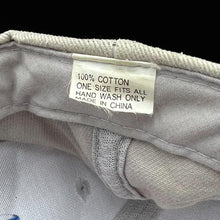 100% COTTON
ONE SIZE FITS ALL
HAND WASH ONLY
MADE IN CHINA